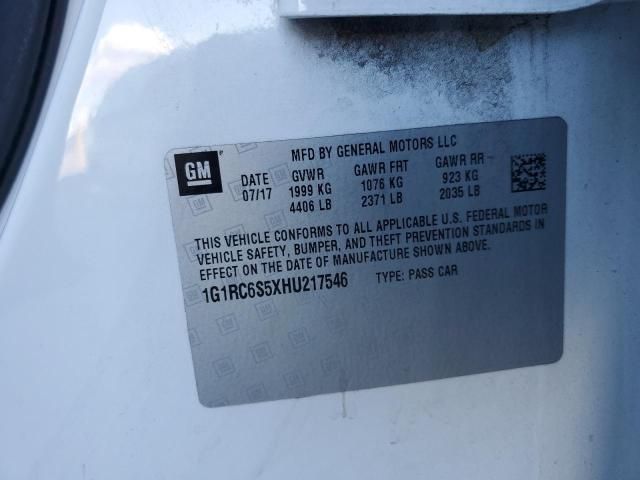 GM
MFD BY GENERAL MOTORS LLC
DATE GVWR GAWR FRT GAWR RR
07/17 1999 KG 1076 KG 923 KG
4406 LB 2371 LB 2035 LB
THIS VEHICLE CONFORMS TO ALL APPLICABLE U.S. FEDERAL MOTOR
VEHICLE SAFETY, BUMPER, AND THEFT PREVENTION STANDARDS IN
EFFECT ON THE DATE OF MANUFACTURE SHOWN ABOVE.
1G1RC6S5XHU217546 TYPE: PASS CAR